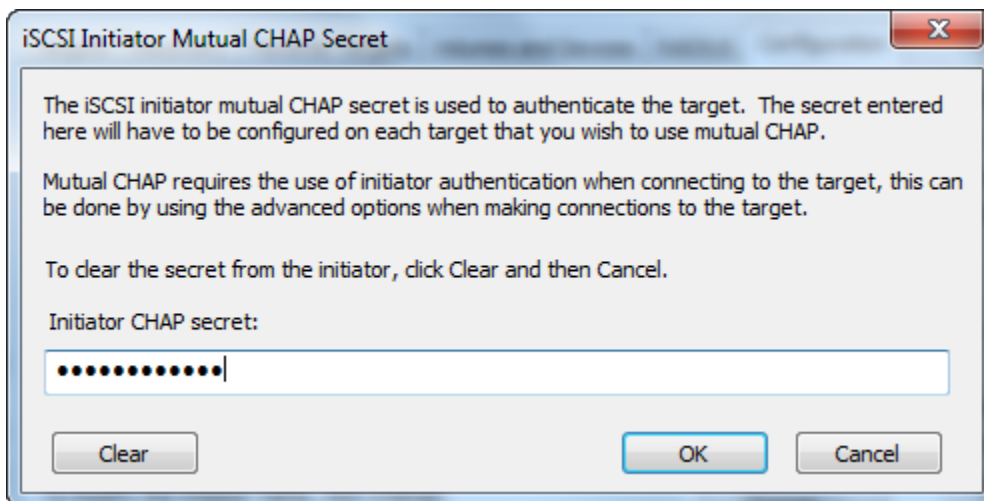 iSCSI Initiator Mutual CHAP Secret
The iSCSI initiator mutual CHAP secret is used to authenticate the target.  The secret entered
here will have to be configured on each target that you wish to use mutual CHAP.
Mutual CHAP requires the use of initiator authentication when connecting to the target, this can
be done by using the advanced options when making connections to the target.
To clear the secret from the initiator, click Clear and then Cancel.
Initiator CHAP secret:
••••••••••••
Clear OK Cancel